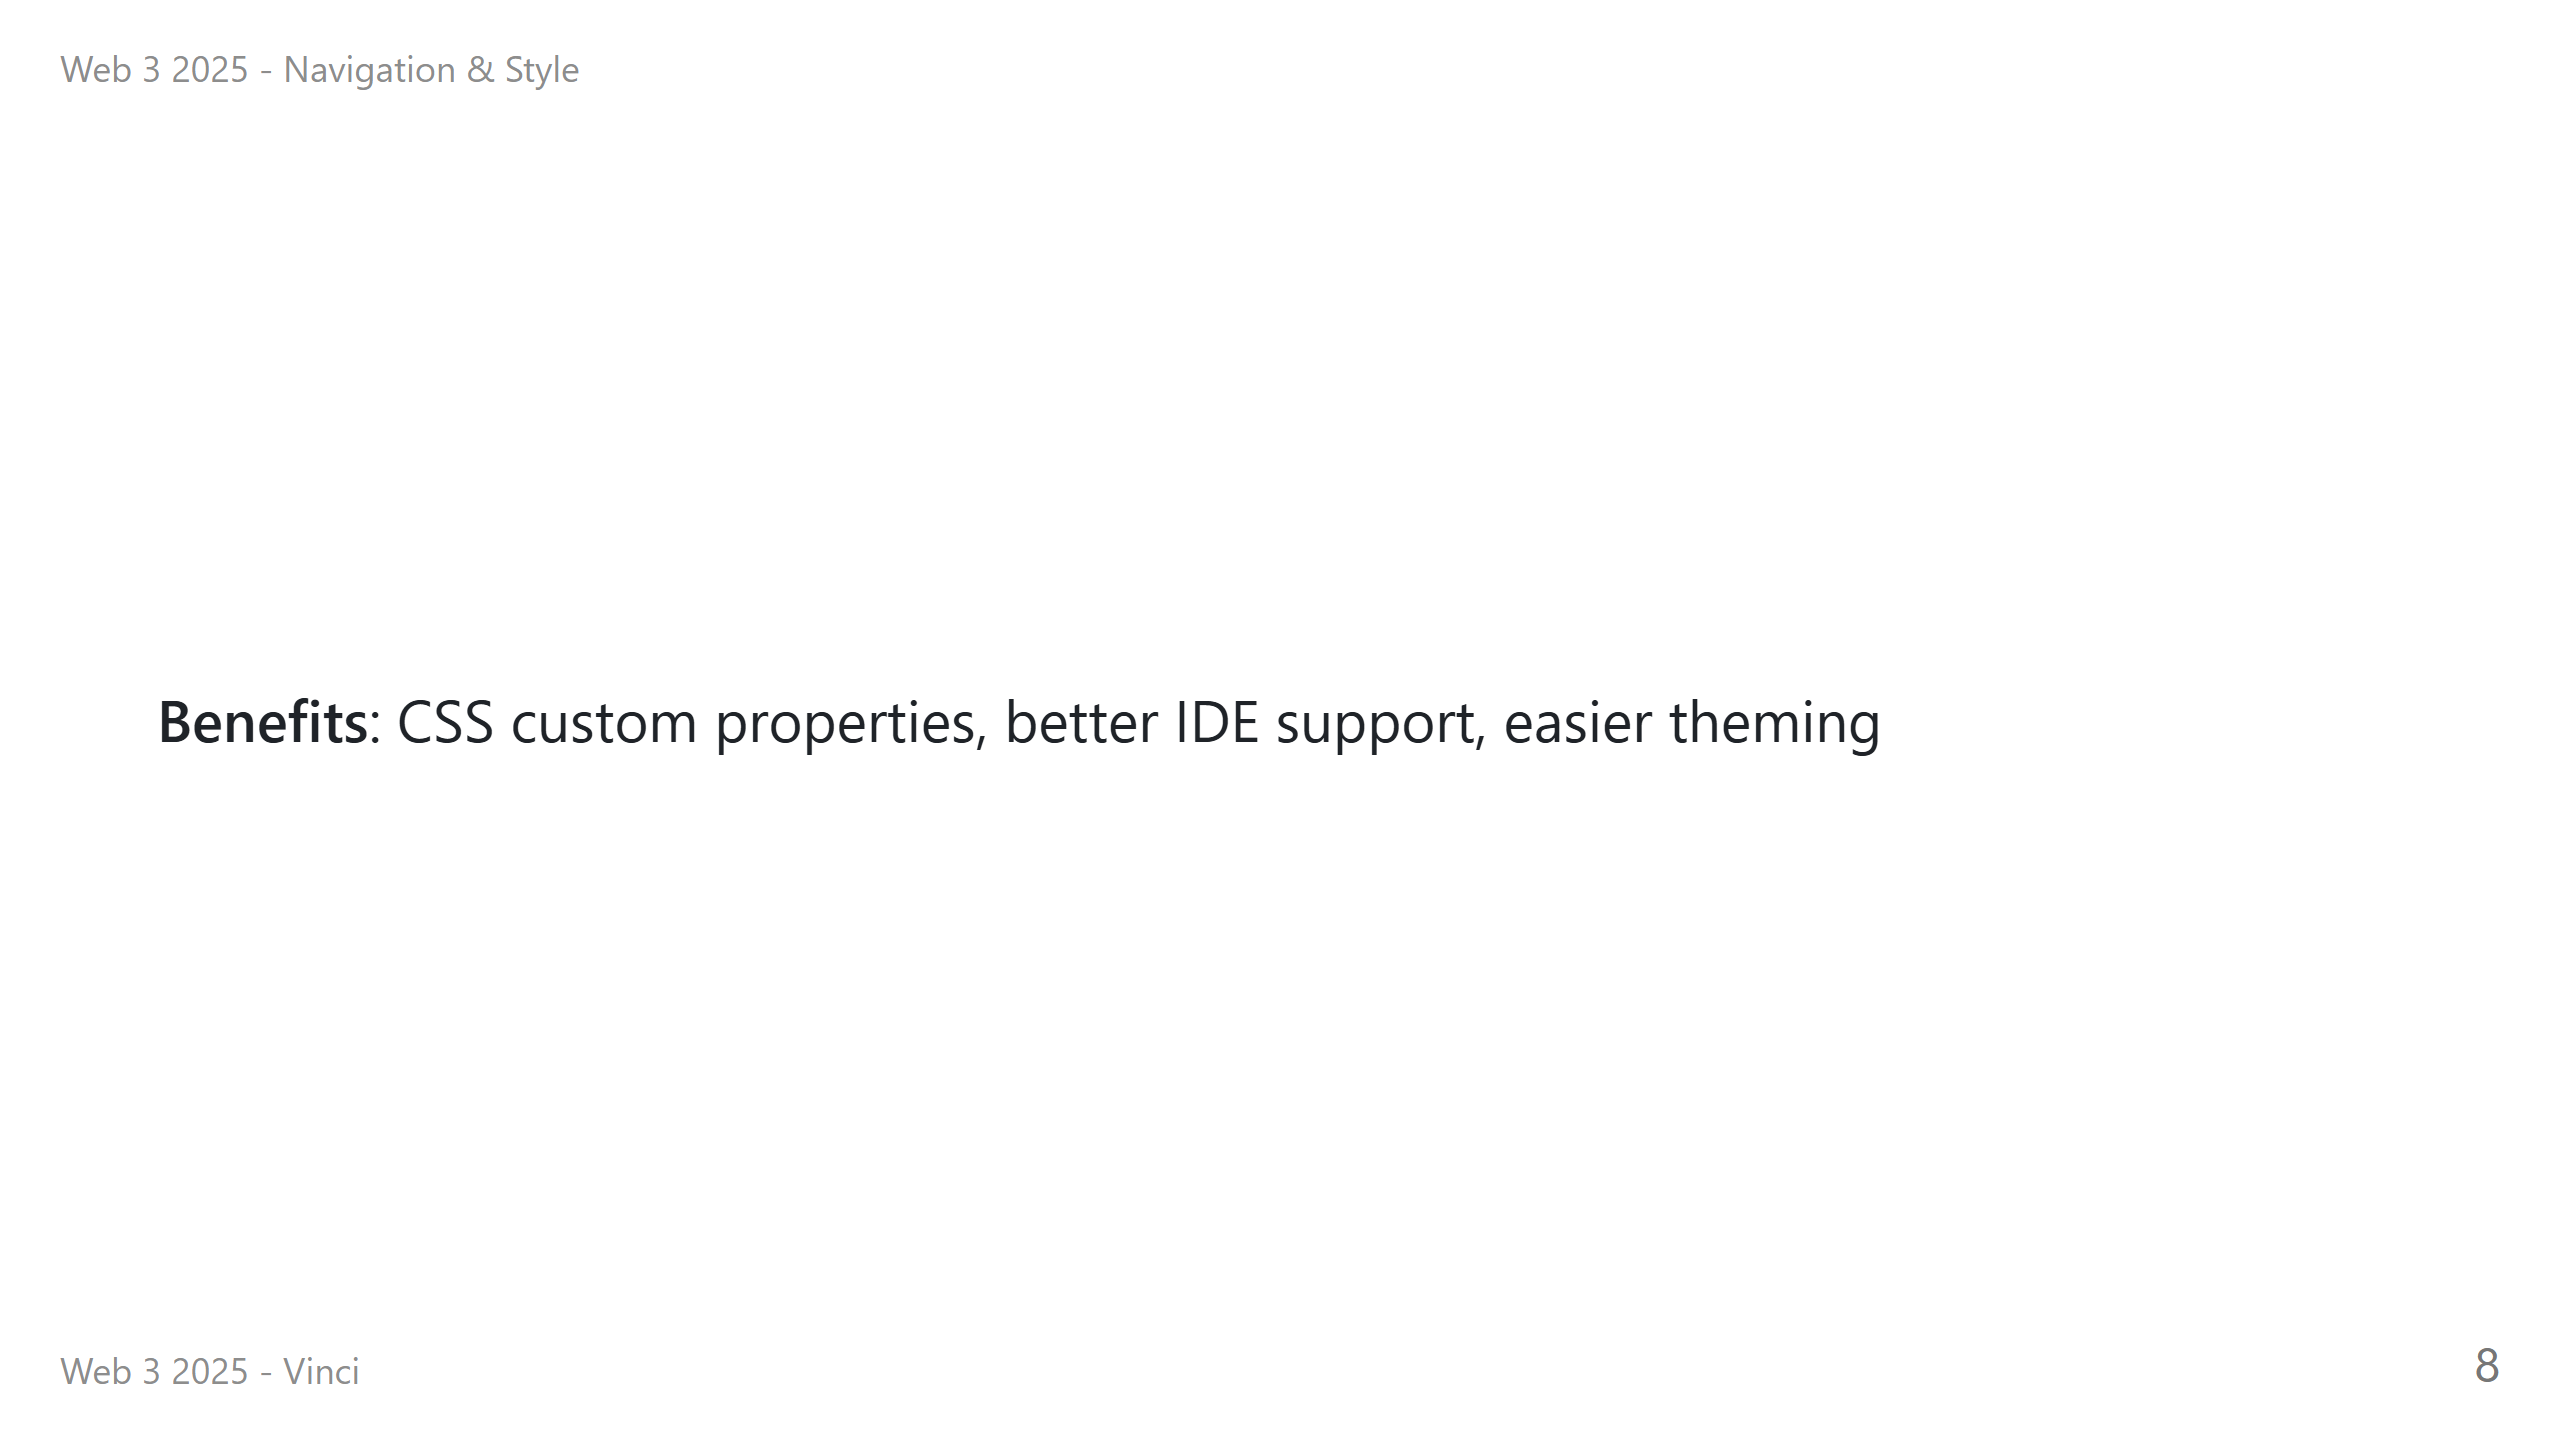 Web 3 2025 - Navigation & Style
Benefits: CSS custom properties, better IDE support, easier theming
Web 3 2025 - Vinci
8